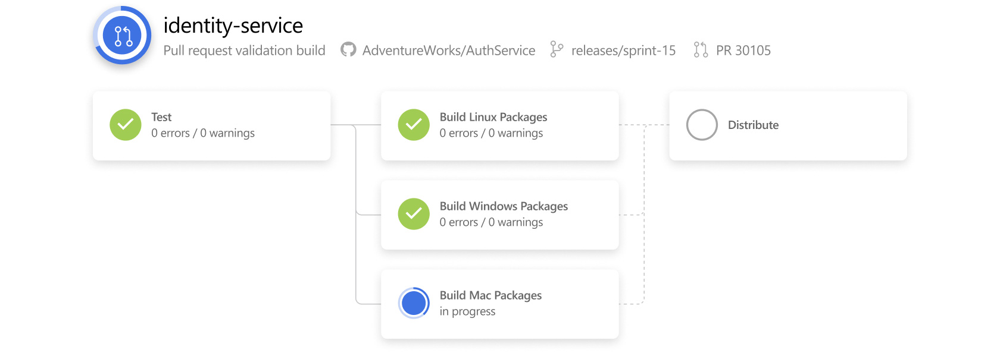 identity-service
Pull request validation build AdventureWorks/AuthService releases/sprint-15 PR 30105
Test
0 errors / 0 warnings
Build Linux Packages
0 errors / 0 warnings
Distribute
Build Windows Packages
0 errors / 0 warnings
Build Mac Packages
in progress